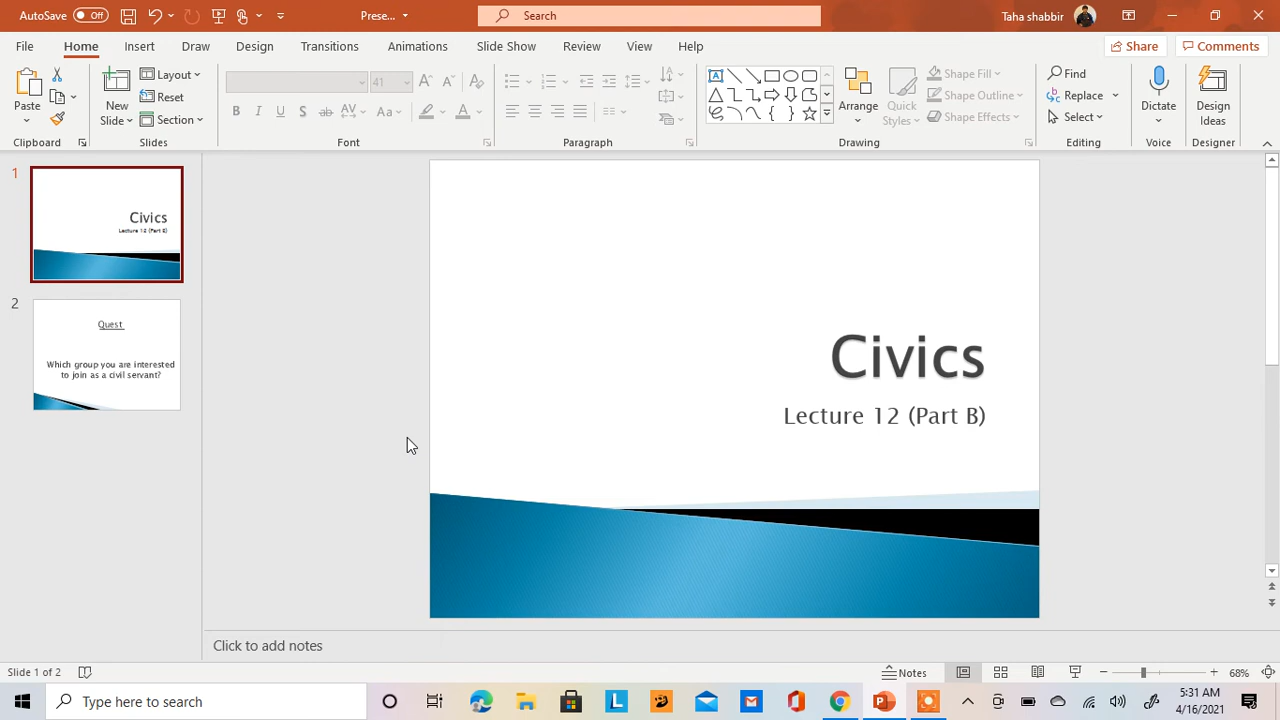 AutoSave Off Prese... Search Taha shabbir
File Home Insert Draw Design Transitions Animations Slide Show Review View Help Share Comments
Paste
Layout
Reset
Section
New
Slide
41
B I U S ab AV Aa A
Arrange
Quick
Styles
Shape Fill
Shape Outline
Shape Effects
Find
Replace
Select
Dictate
Design
Ideas
Clipboard Slides Font Paragraph Drawing Editing Voice Designer
1
Civics
Lecture 12 (Part B)
2
Quest
Which group you are interested
to join as a civil servant?
Civics
Lecture 12 (Part B)
Click to add notes
Slide 1 of 2 Notes 68%
Type here to search
5:31 AM
4/16/2021